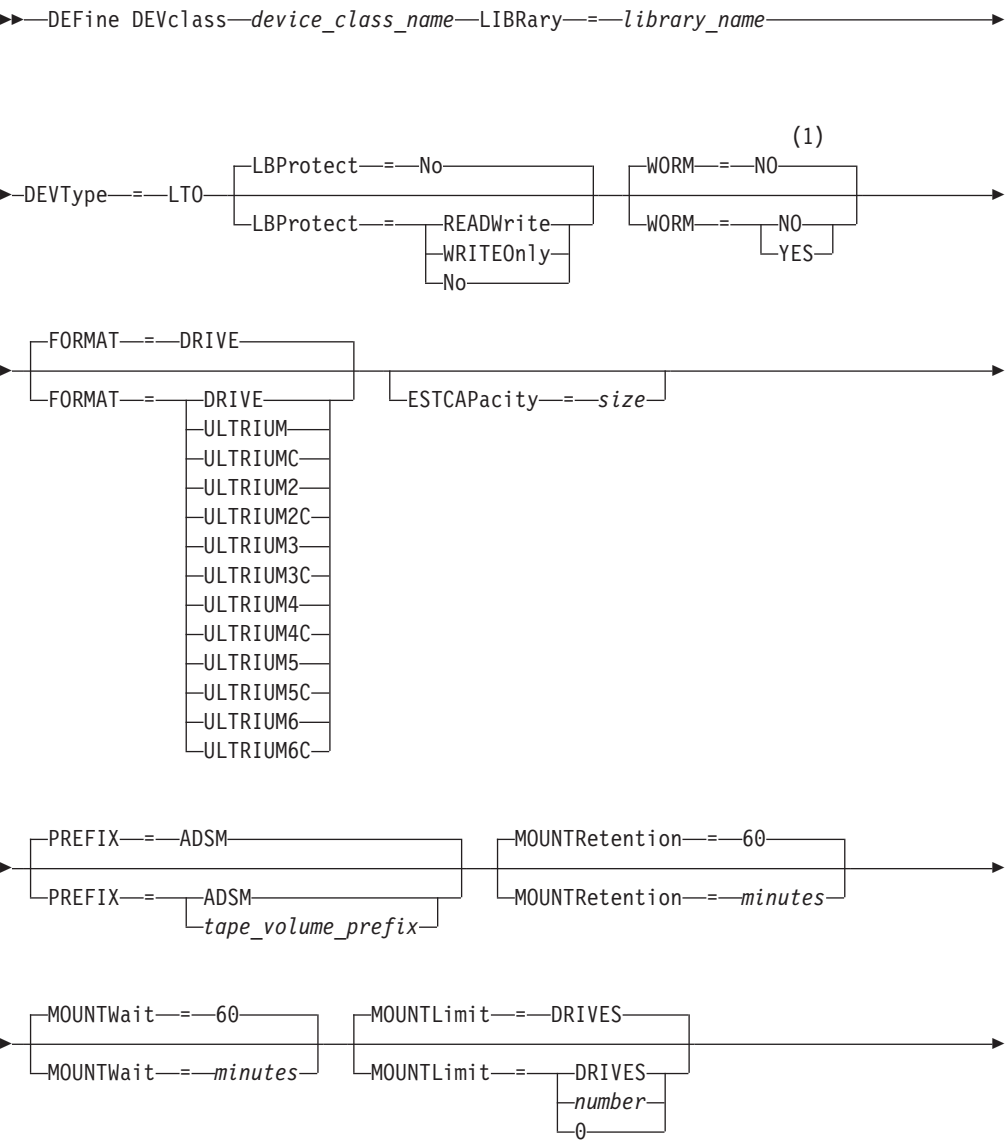 DEFine DEVclass device_class_name LIBRary = library_name
(1)
LBProtect = No WORM = NO
DEVType = LTO
LBProtect = READWrite WORM = NO
WRITEOnly YES
No
FORMAT = DRIVE
FORMAT = DRIVE ESTCAPacity = size
ULTRIUM
ULTRIUMC
ULTRIUM2
ULTRIUM2C
ULTRIUM3
ULTRIUM3C
ULTRIUM4
ULTRIUM4C
ULTRIUM5
ULTRIUM5C
ULTRIUM6
ULTRIUM6C
PREFIX = ADSM MOUNTRetention = 60
PREFIX = ADSM MOUNTRetention = minutes
tape_volume_prefix
MOUNTWait = 60 MOUNTLimit = DRIVES
MOUNTWait = minutes MOUNTLimit = DRIVES
number
0